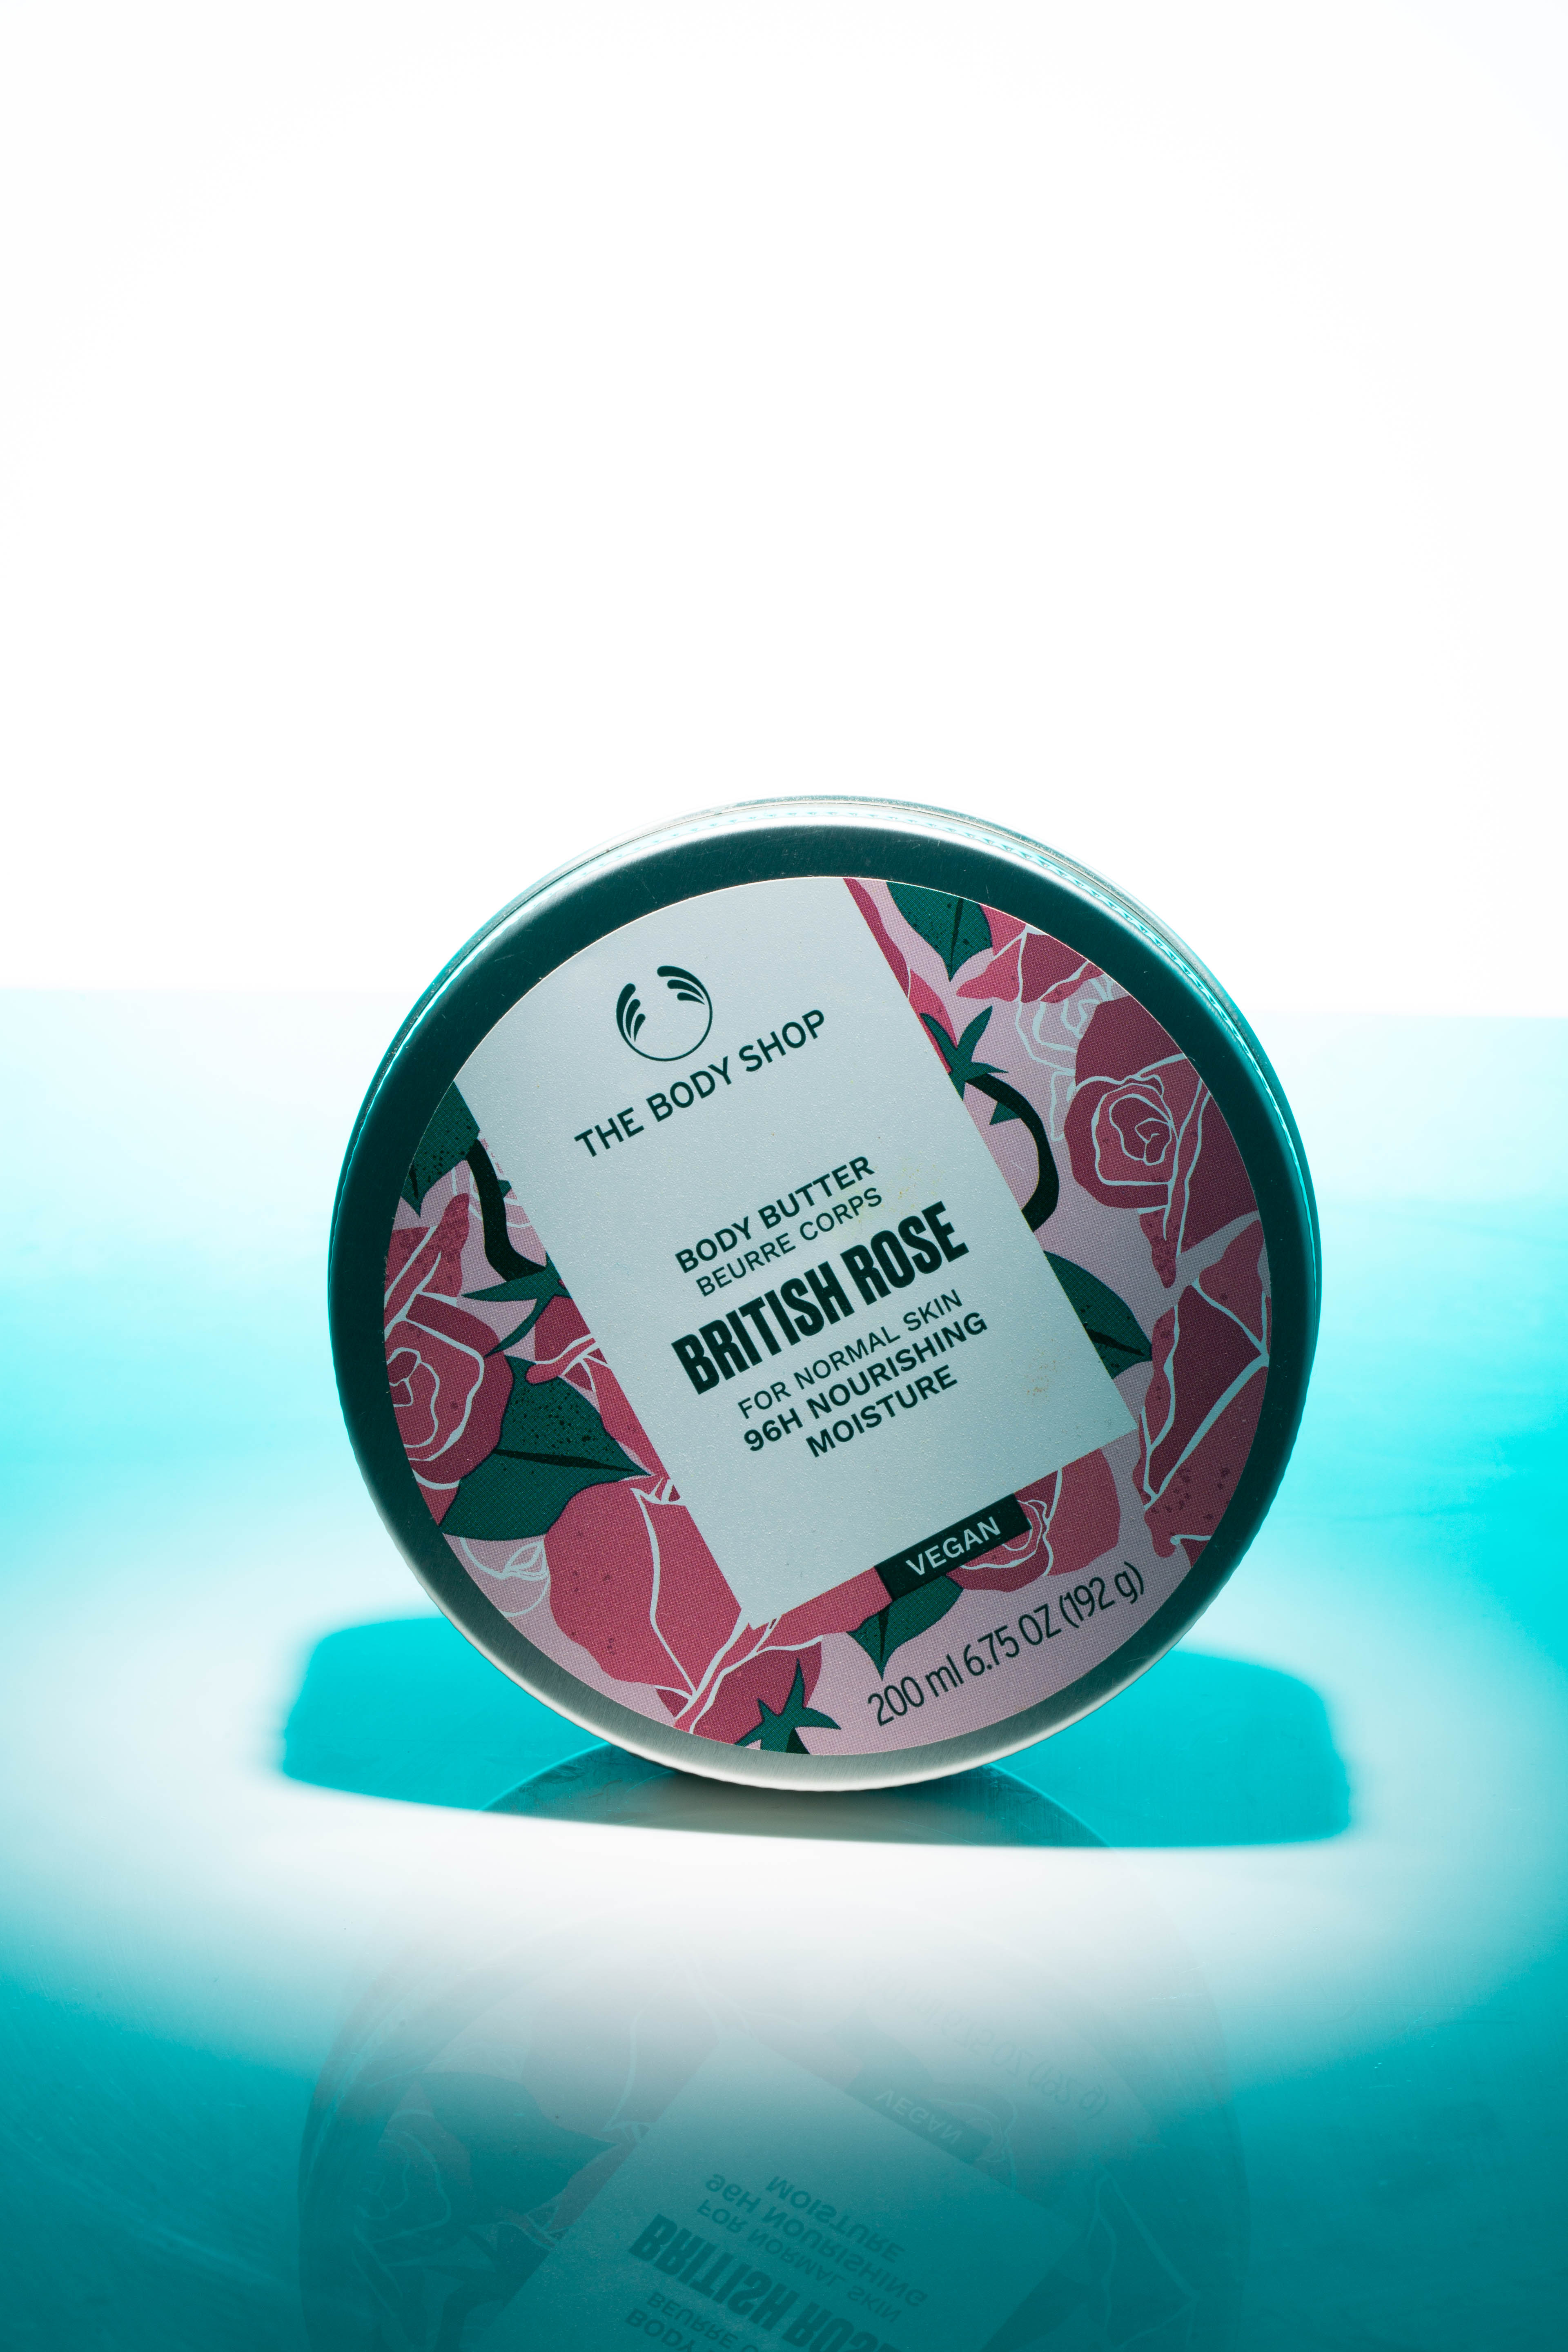 THE BODY SHOP
BODY BUTTER
BEURRE CORPS
BRITISH ROSE
FOR NORMAL SKIN
96H NOURISHING
MOISTURE
VEGAN
200 ml 6.75 OZ (192 g)